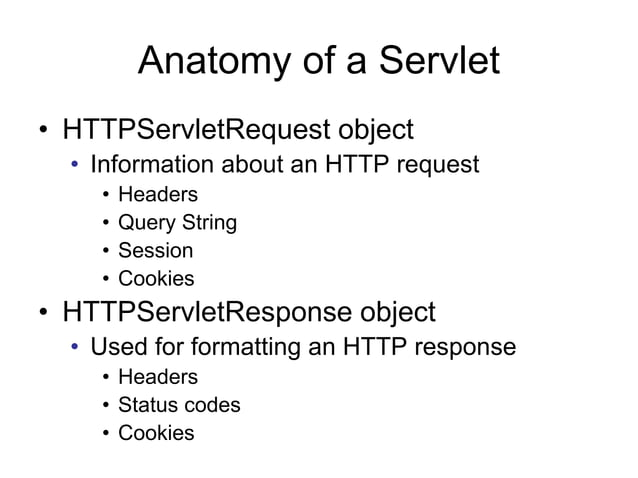 Anatomy of a Servlet
• HTTPServletRequest object
• Information about an HTTP request
• Headers
• Query String
• Session
• Cookies
• HTTPServletResponse object
• Used for formatting an HTTP response
• Headers
• Status codes
• Cookies